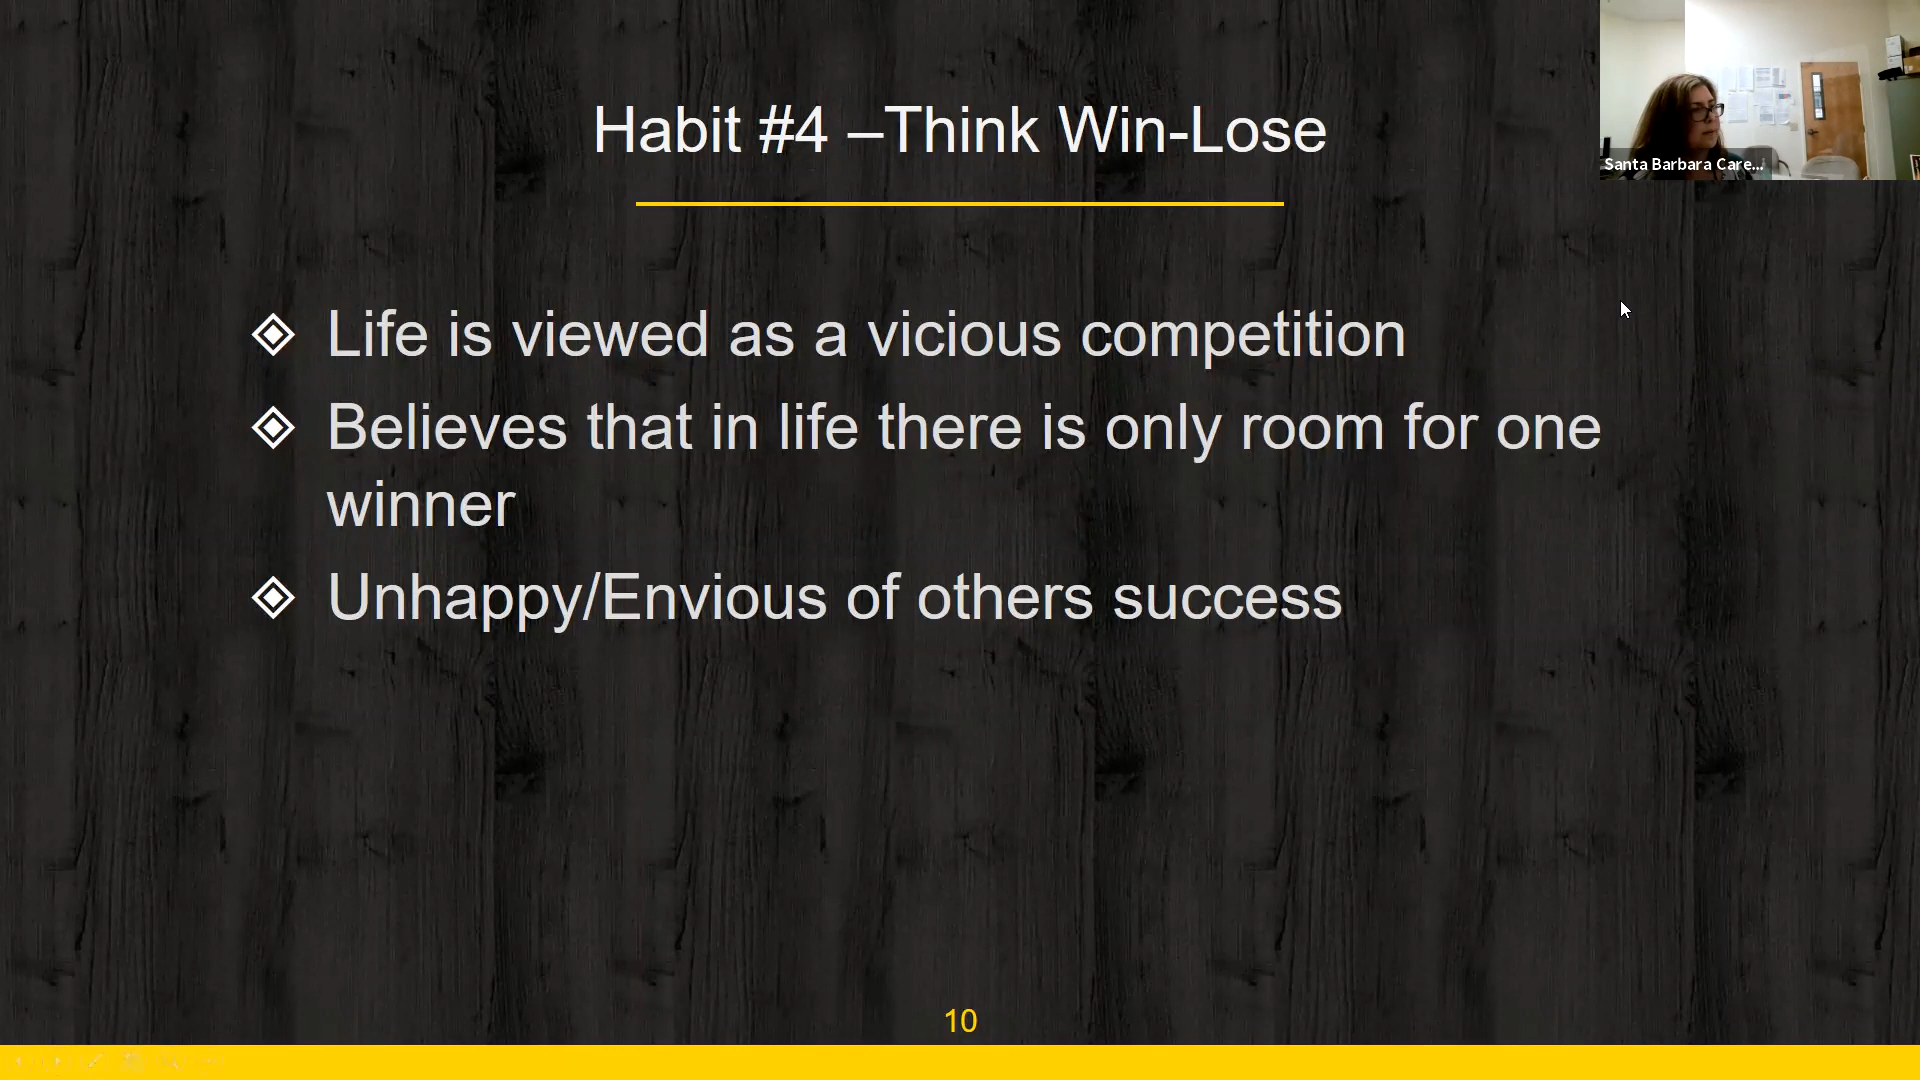 Habit #4 –Think Win-Lose
Santa Barbara Care...
Life is viewed as a vicious competition
Believes that in life there is only room for one
winner
Unhappy/Envious of others success
10